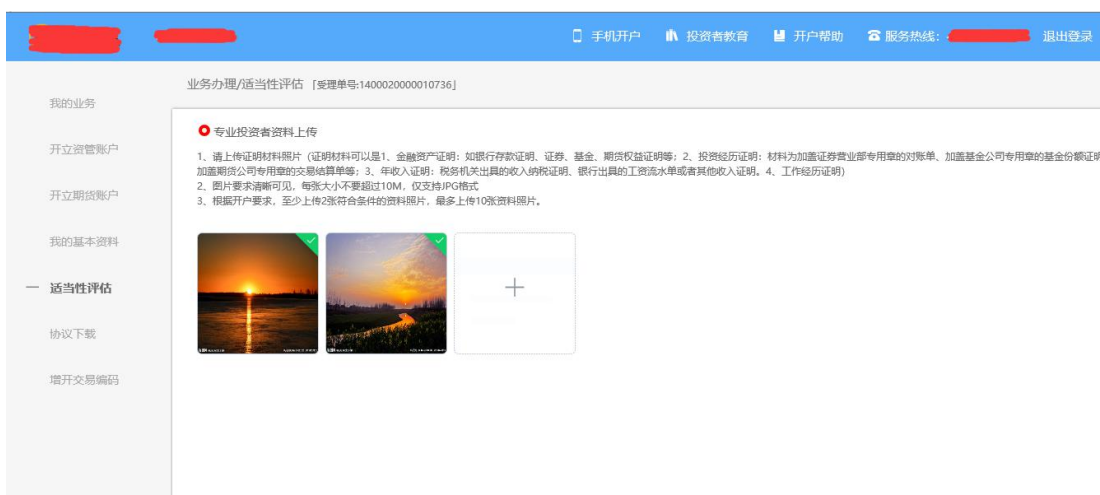 手机开户 投资者教育 开户帮助 服务热线: 退出登录
业务办理/适当性评估 「受理单号:1400020000010736」
我的业务
开立资管账户
开立期货账户
我的基本资料
适当性评估
协议下载
增开交易编码
专业投资者资料上传
1、请上传证明材料照片（证明材料可以是1、金融资产证明：如银行存款证明、证券、基金、期货权益证明等；2、投资经历证明：材料为加盖证券营业部专用章的对账单、加盖基金公司专用章的基金份额证明
加盖期货公司专用章的交易结算单等；3、年收入证明：税务机关出具的收入纳税证明、银行出具的工资流水单或者其他收入证明。4、工作经历证明）
2、图片要求清晰可见，每张大小不要超过10M，仅支持JPG格式
3、根据开户要求，至少上传2张符合条件的资料照片，最多上传10张资料照片。